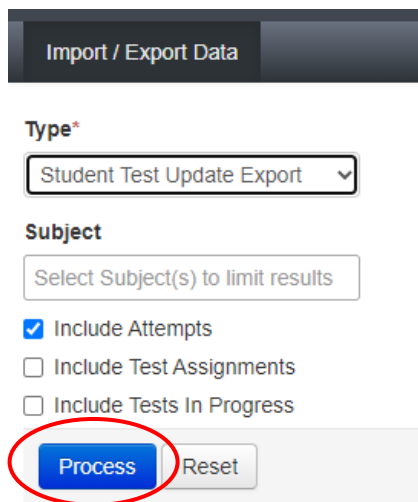 Import / Export Data
Type*
Student Test Update Export
Subject
Select Subject(s) to limit results
Include Attempts
Include Test Assignments
Include Tests In Progress
Process Reset